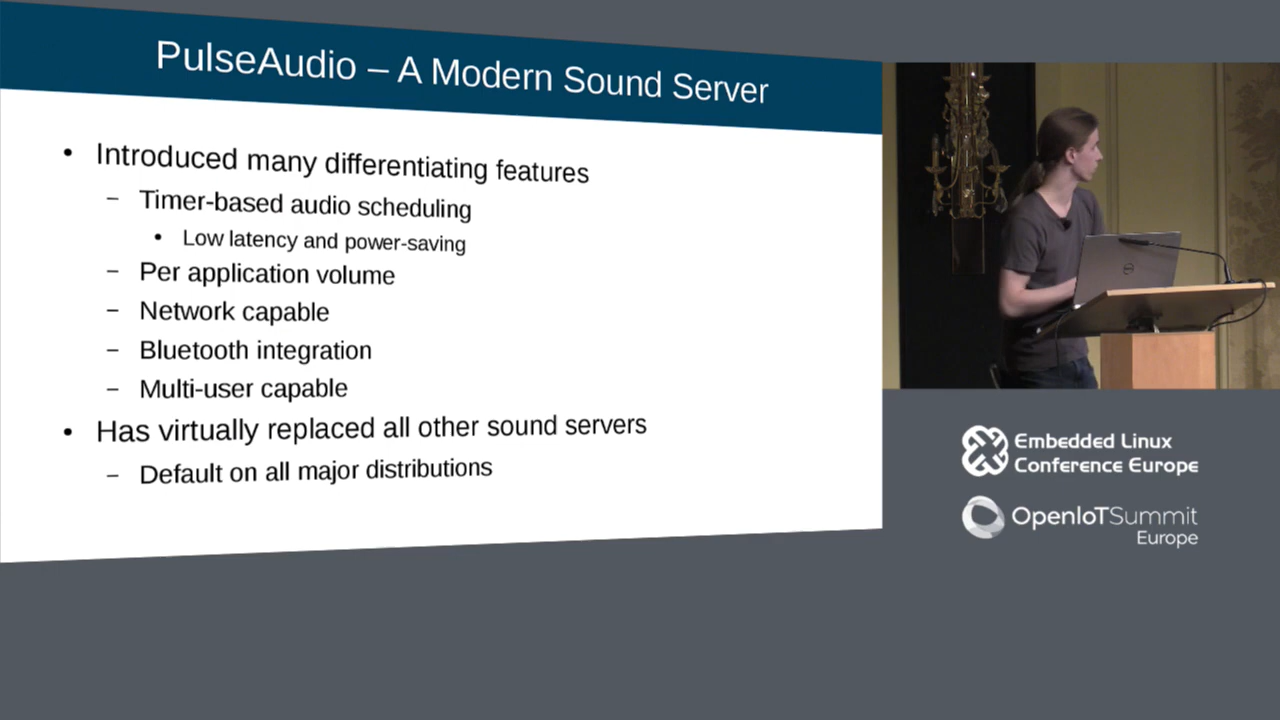 PulseAudio – A Modern Sound Server
• Introduced many differentiating features
– Timer-based audio scheduling
• Low latency and power-saving
– Per application volume
– Network capable
– Bluetooth integration
– Multi-user capable
• Has virtually replaced all other sound servers
– Default on all major distributions
Embedded Linux
Conference Europe
OpenIoTSummit
Europe